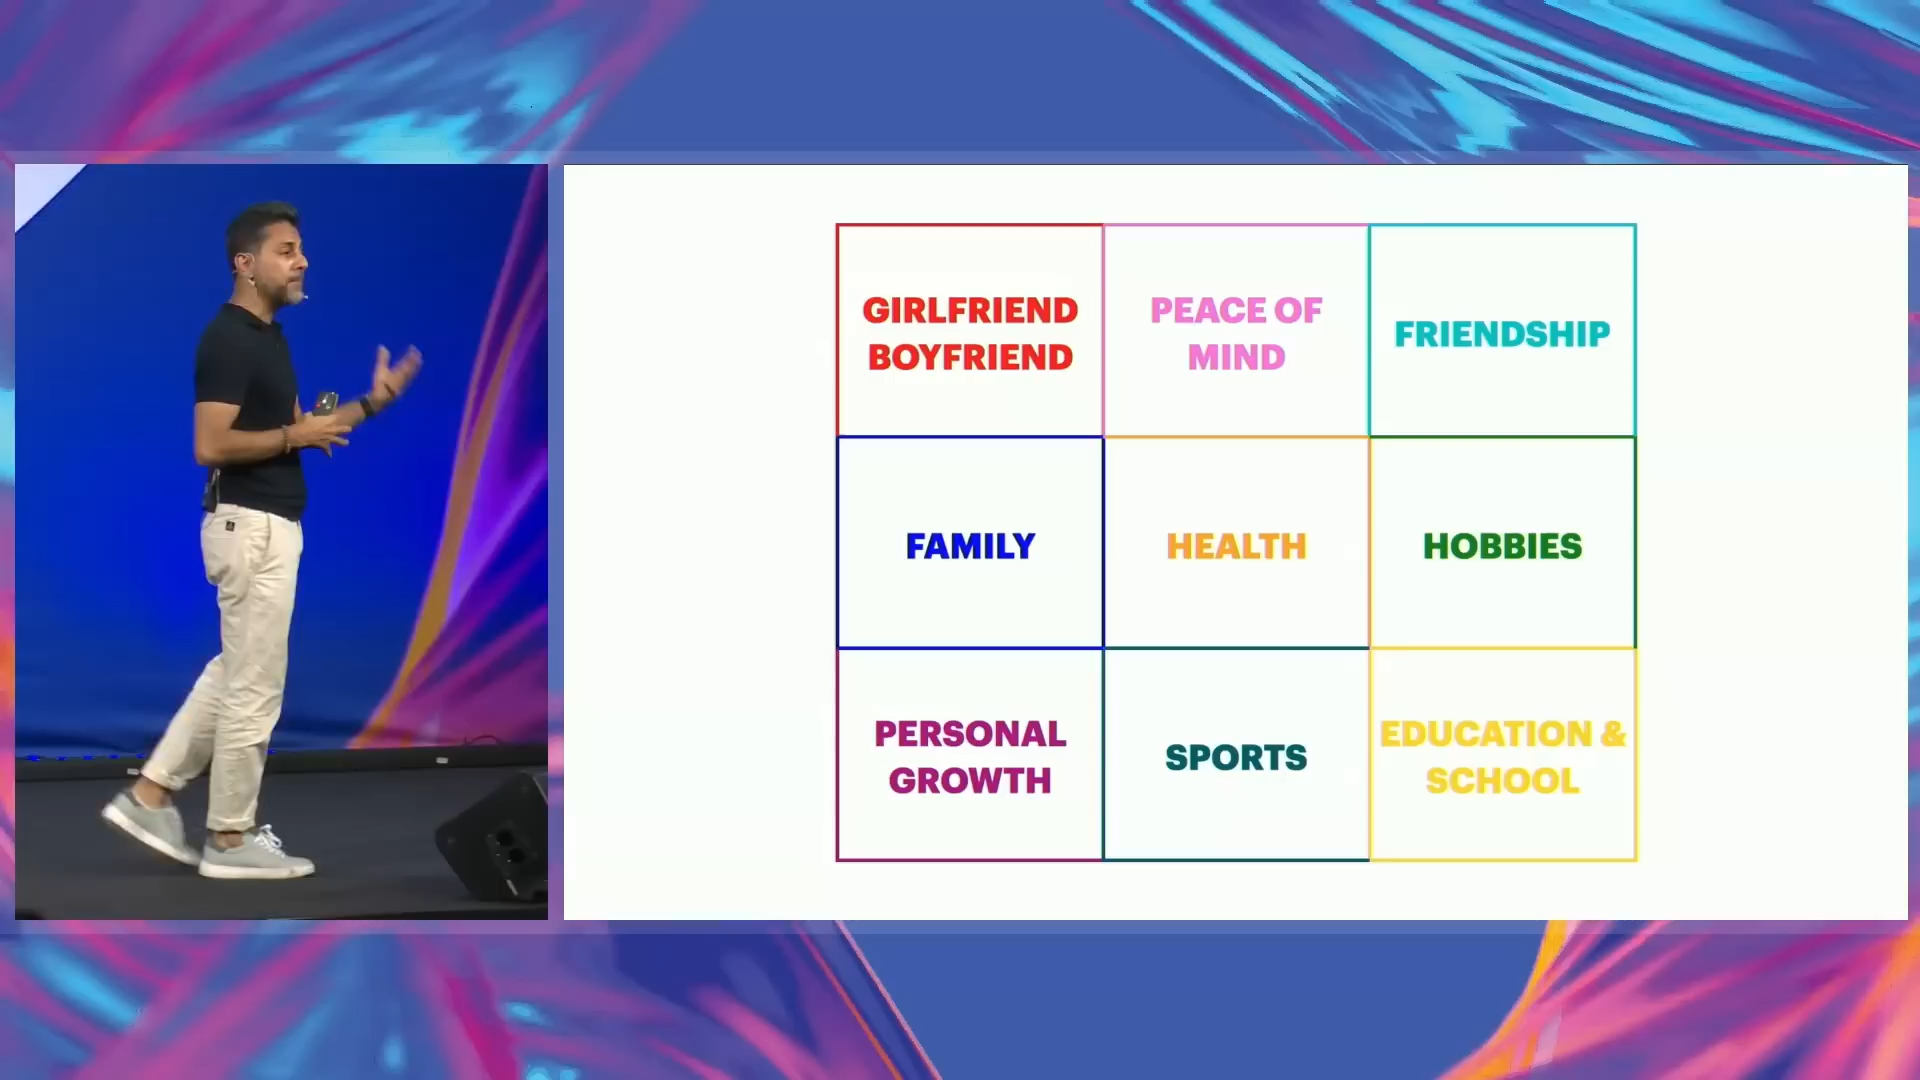 GIRLFRIEND
BOYFRIEND
PEACE OF
MIND
FRIENDSHIP
FAMILY
HEALTH
HOBBIES
PERSONAL
GROWTH
SPORTS
EDUCATION &
SCHOOL